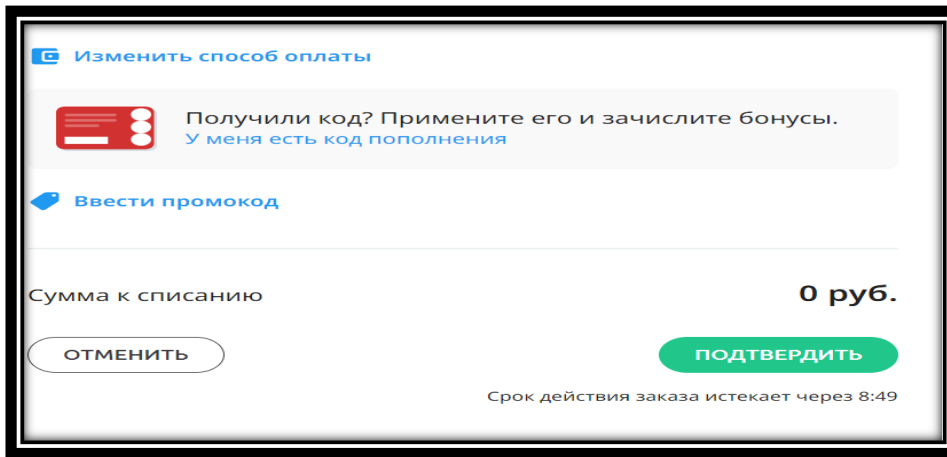 Изменить способ оплаты
Получили код? Примените его и зачислите бонусы.
У меня есть код пополнения
Ввести промокод
Сумма к списанию 0 руб.
ОТМЕНИТЬ ПОДТВЕРДИТЬ
Срок действия заказа истекает через 8:49